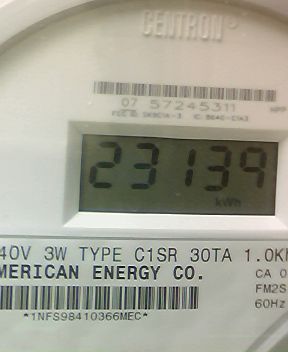 CENTRON®
07 57245311
23139
kWh
40V 3W TYPE C1SR 30TA 1.0K
MERICAN ENERGY CO.
CA 0
FM2S
60Hz
*1NFS98410366MEC*